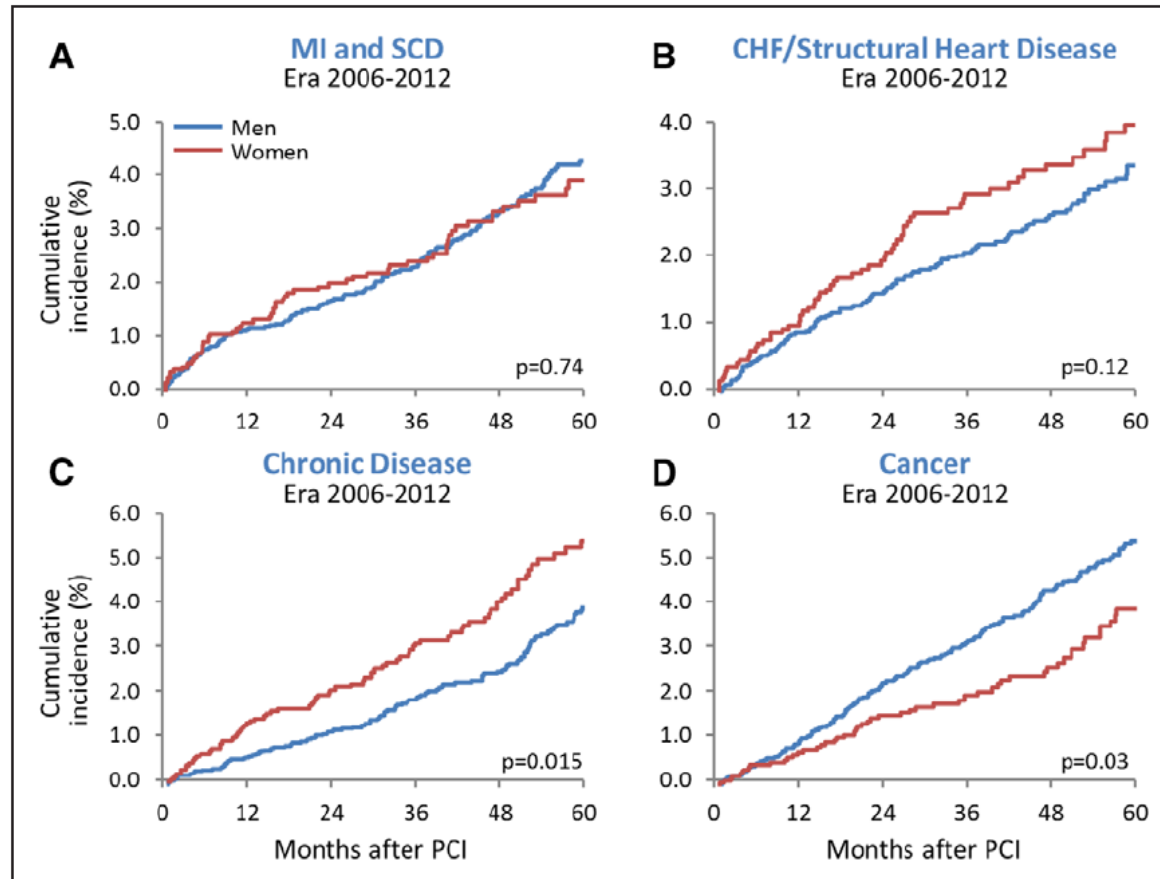 A
MI and SCD
Era 2006-2012
Cumulative
incidence (%)
5.0
4.0
3.0
2.0
1.0
0.0
Men
Women
p=0.74
0 12 24 36 48 60
B
CHF/Structural Heart Disease
Era 2006-2012
4.0
3.0
2.0
1.0
0.0
p=0.12
0 12 24 36 48 60
C
Chronic Disease
Era 2006-2012
Cumulative
incidence (%)
6.0
5.0
4.0
3.0
2.0
1.0
0.0
p=0.015
0 12 24 36 48 60
Months after PCI
D
Cancer
Era 2006-2012
6.0
5.0
4.0
3.0
2.0
1.0
0.0
p=0.03
0 12 24 36 48 60
Months after PCI